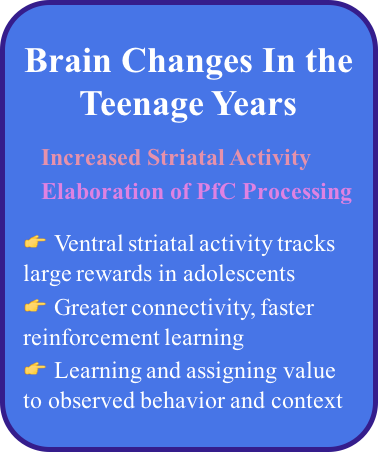 Brain Changes In the
Teenage Years
Increased Striatal Activity
Elaboration of PfC Processing
👉 Ventral striatal activity tracks
large rewards in adolescents
👉 Greater connectivity, faster
reinforcement learning
👉 Learning and assigning value
to observed behavior and context